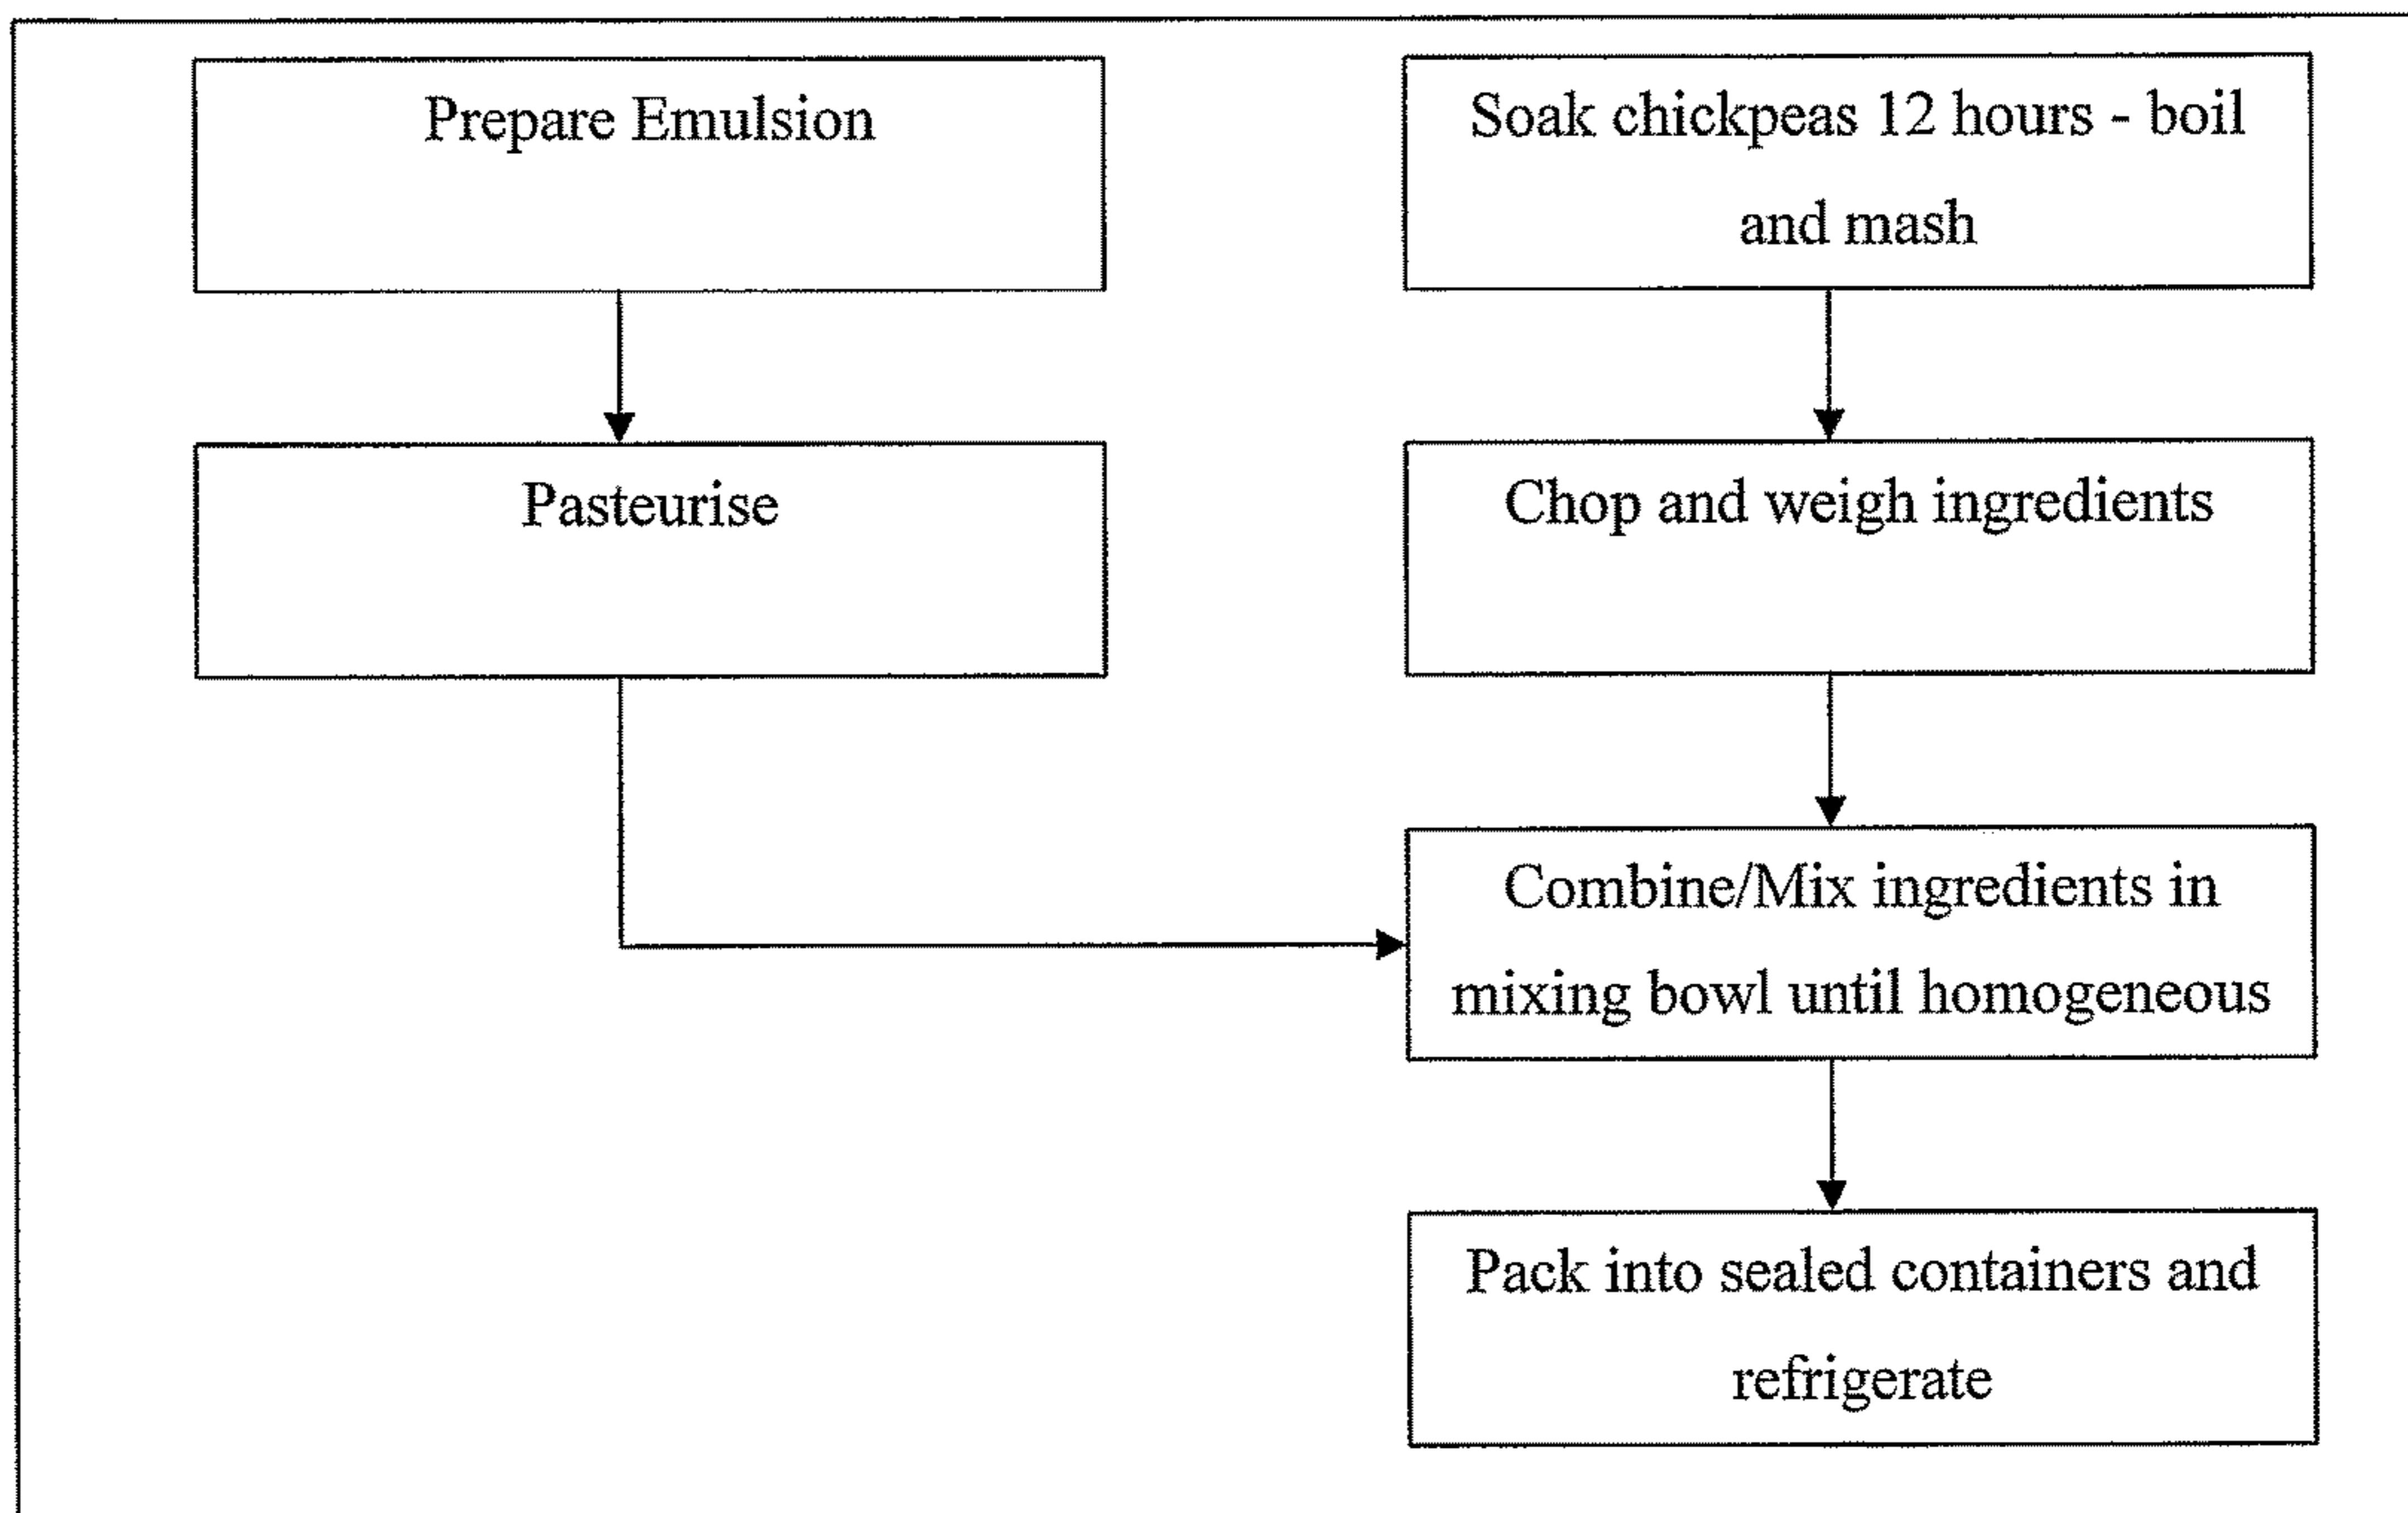 Prepare Emulsion
Soak chickpeas 12 hours - boil
and mash
Pasteurise
Chop and weigh ingredients
Combine/Mix ingredients in
mixing bowl until homogeneous
Pack into sealed containers and
refrigerate